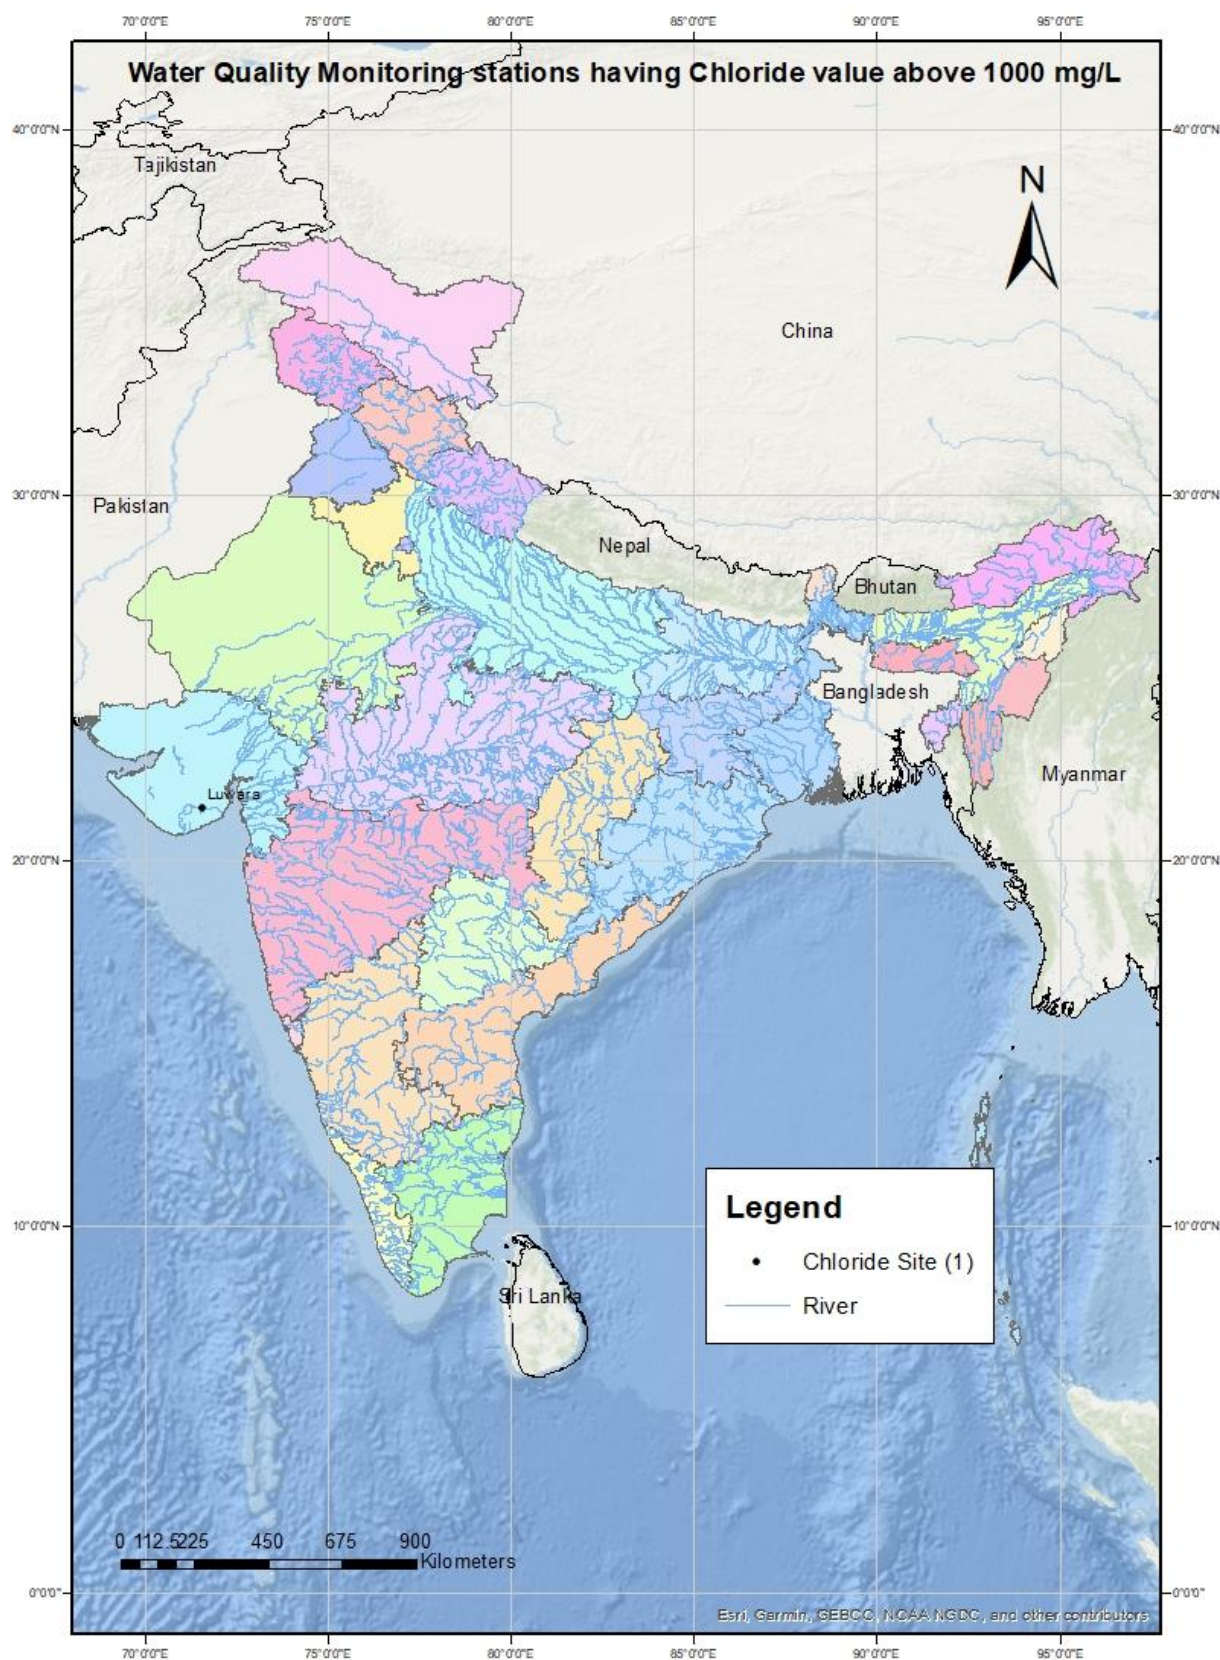 70°0'0"E 75°0'0"E 80°0'0"E 85°0'0"E 90°0'0"E 95°0'0"E
Water Quality Monitoring stations having Chloride value above 1000 mg/L
40°0'0"N 40°0'0"N
Tajikistan
N
China
30°0'0"N 30°0'0"N
Pakistan
Nepal
Bhutan
Bangladesh
Myanmar
Luwara
20°0'0"N 20°0'0"N
Legend
10°0'0"N 10°0'0"N
Chloride Site (1)
Sri Lanka
River
0 112.5225 450 675 900
Kilometers
0°0'0" 0°0'0"
Esri, Garmin, GEBCO, NOAA NGDC, and other contributors
70°0'0"E 75°0'0"E 80°0'0"E 85°0'0"E 90°0'0"E 95°0'0"E